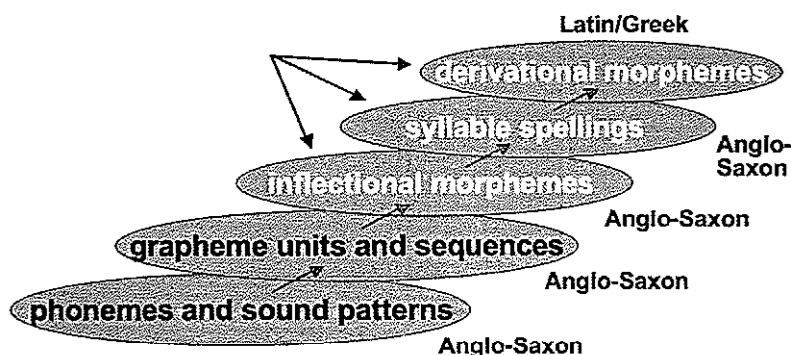 Latin/Greek
derivational morphemes
syllable spellings
Anglo-
Saxon
inflectional morphemes
Anglo-Saxon
grapheme units and sequences
Anglo-Saxon
phonemes and sound patterns
Anglo-Saxon